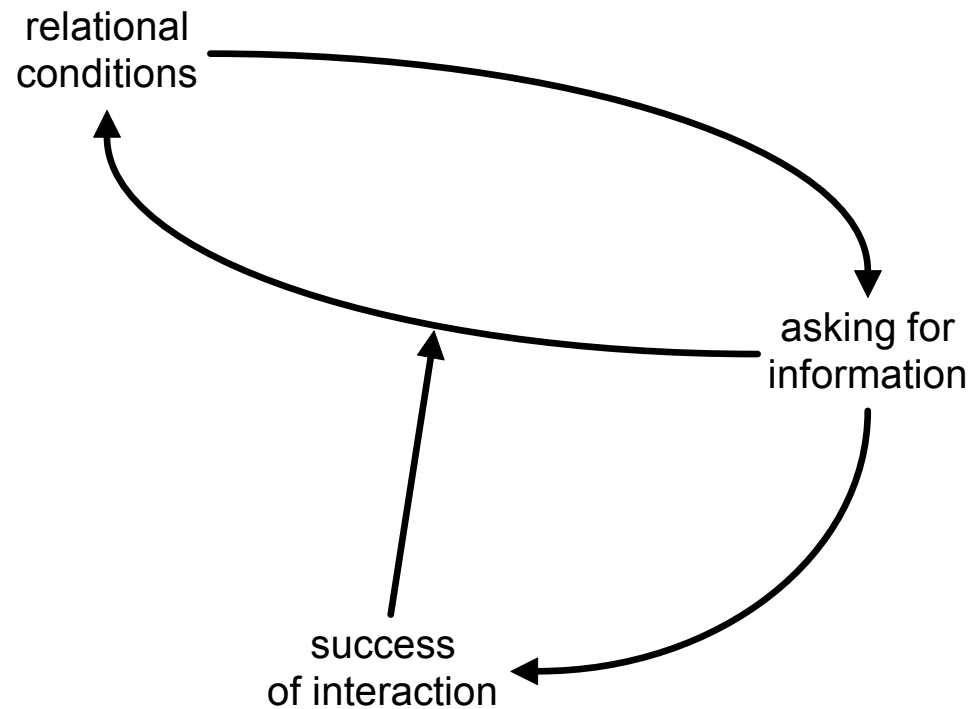 relational
conditions
asking for
information
success
of interaction